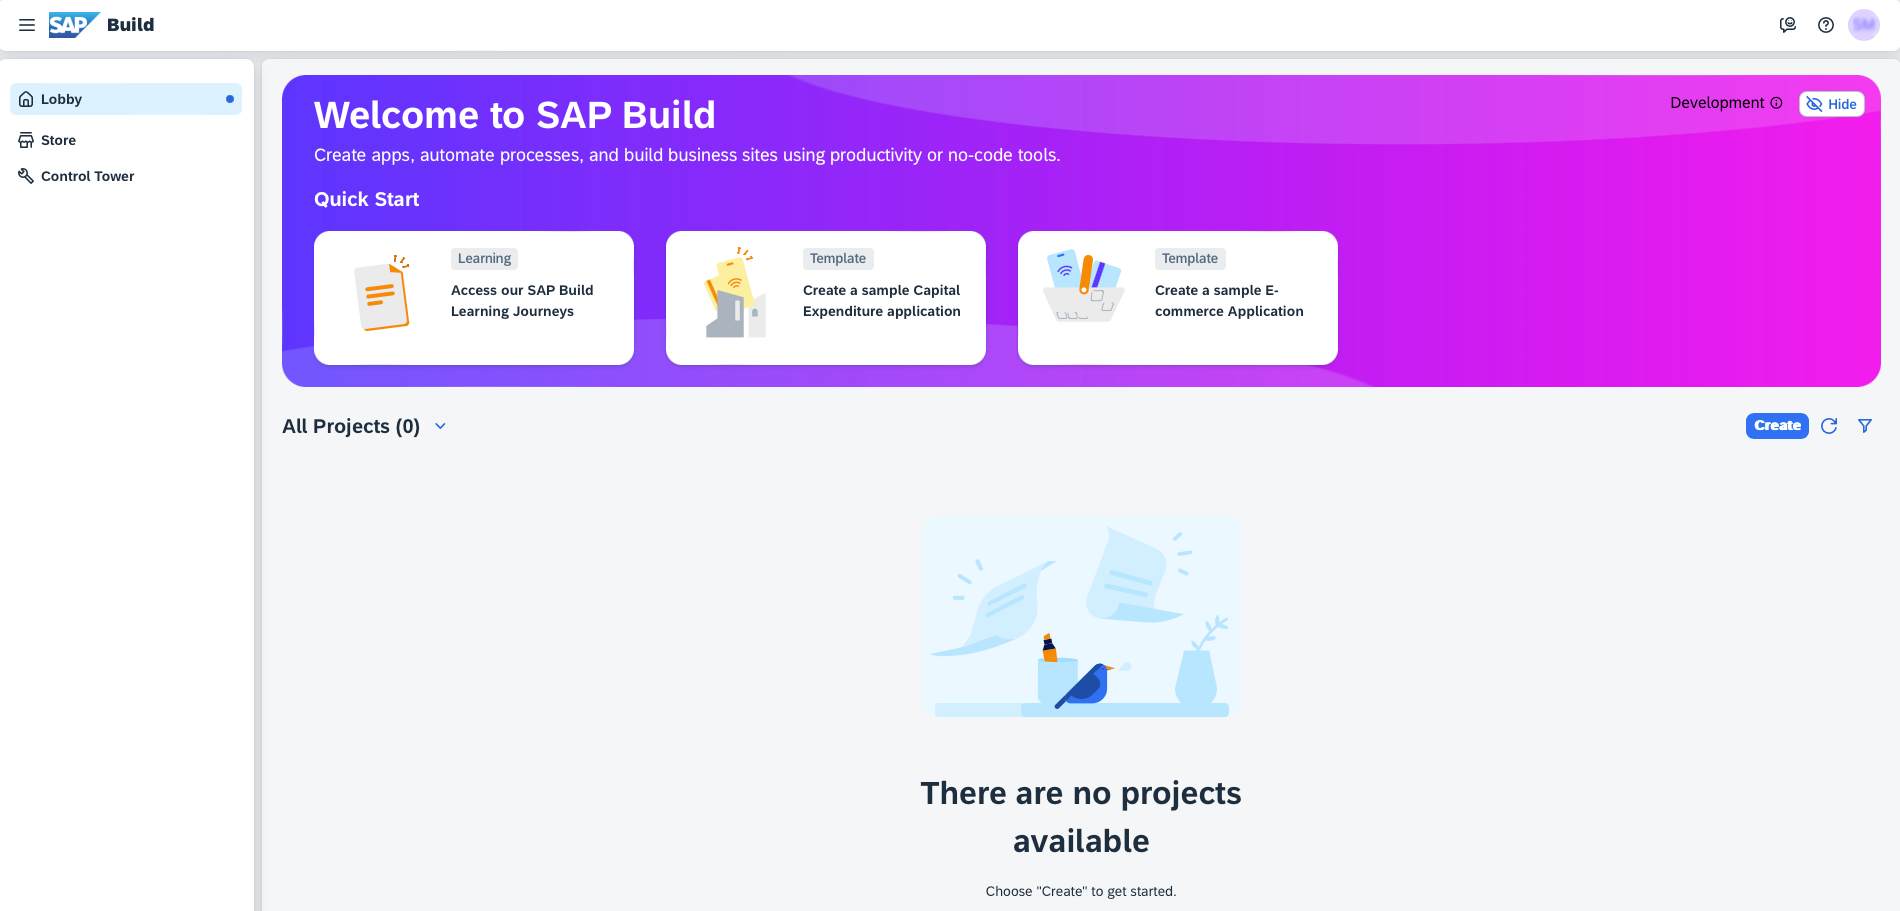 SAP Build
Lobby
Store
Control Tower
Welcome to SAP Build
Development
Hide
Create apps, automate processes, and build business sites using productivity or no-code tools.
Quick Start
Learning
Access our SAP Build
Learning Journeys
Template
Create a sample Capital
Expenditure application
Template
Create a sample E-
commerce Application
All Projects (0)
Create
There are no projects
available
Choose "Create" to get started.